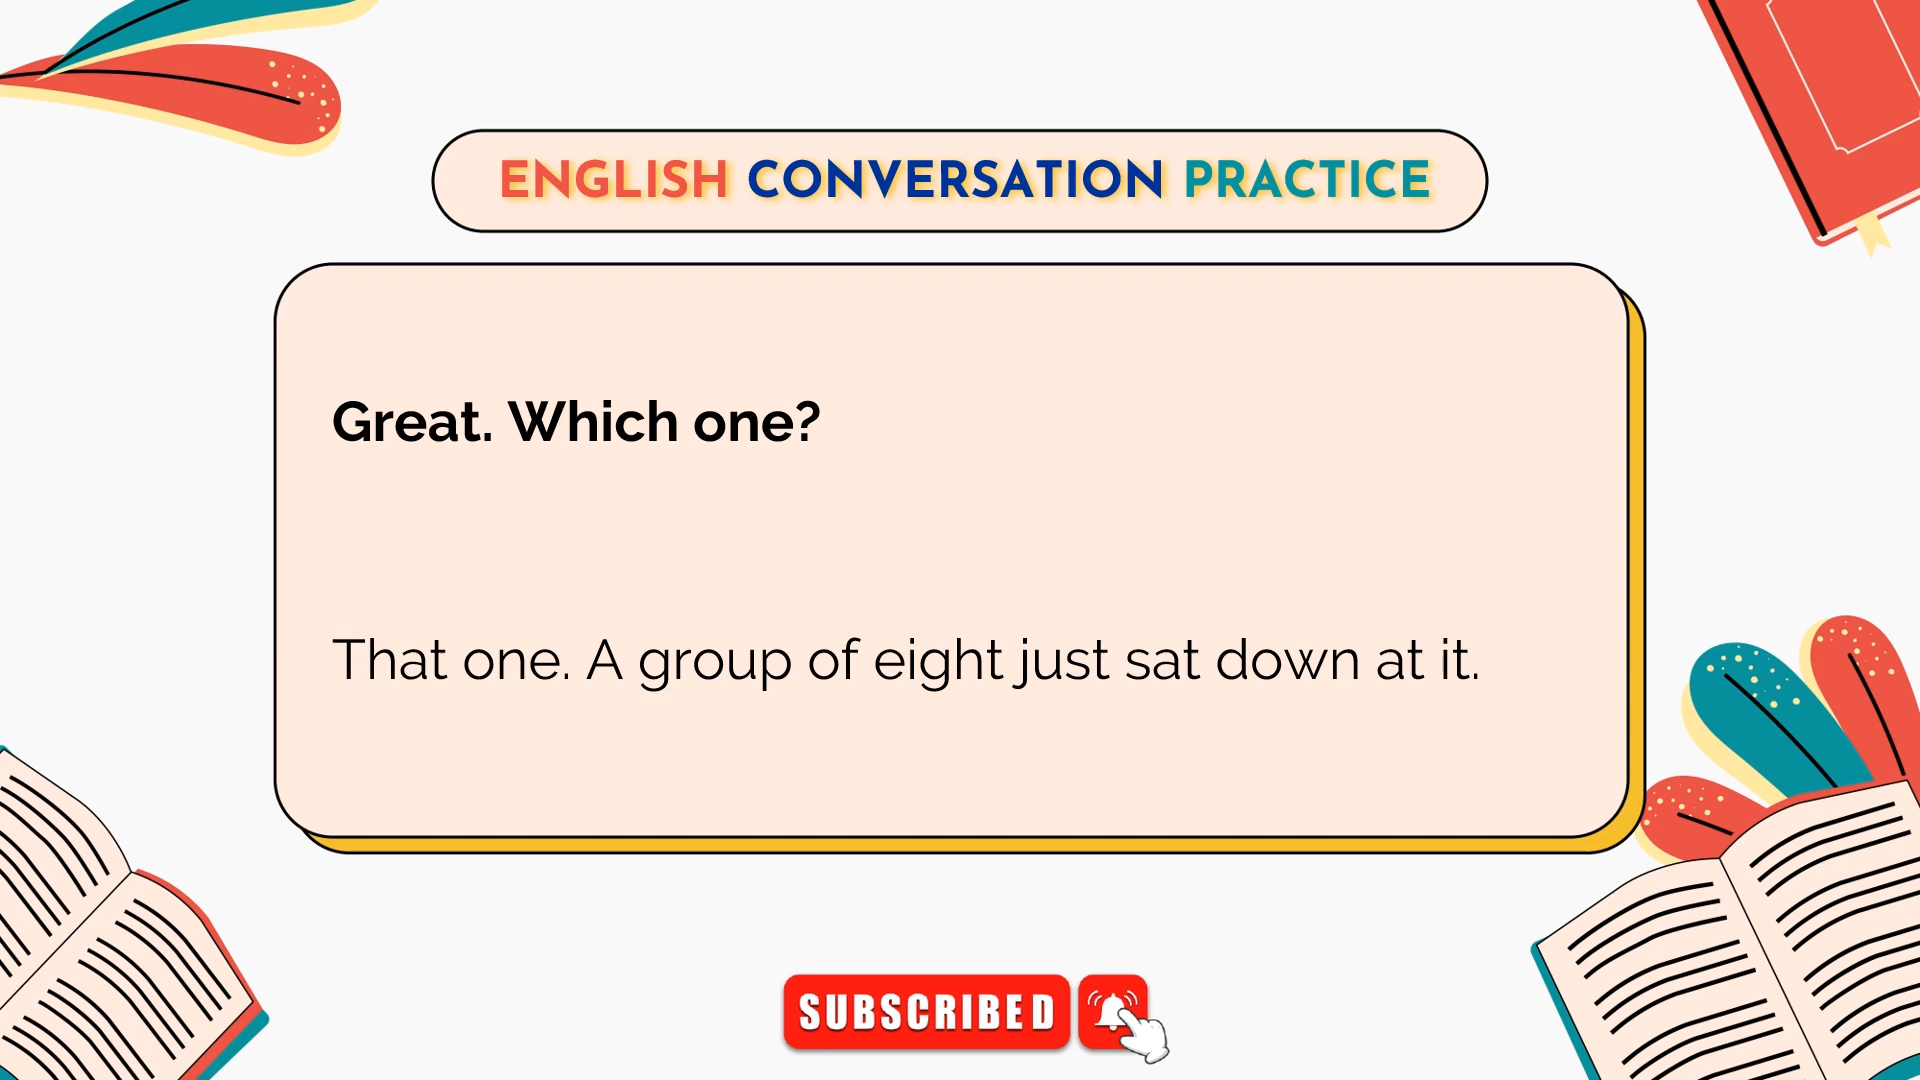 ENGLISH CONVERSATION PRACTICE
Great. Which one?
That one. A group of eight just sat down at it.
SUBSCRIBED